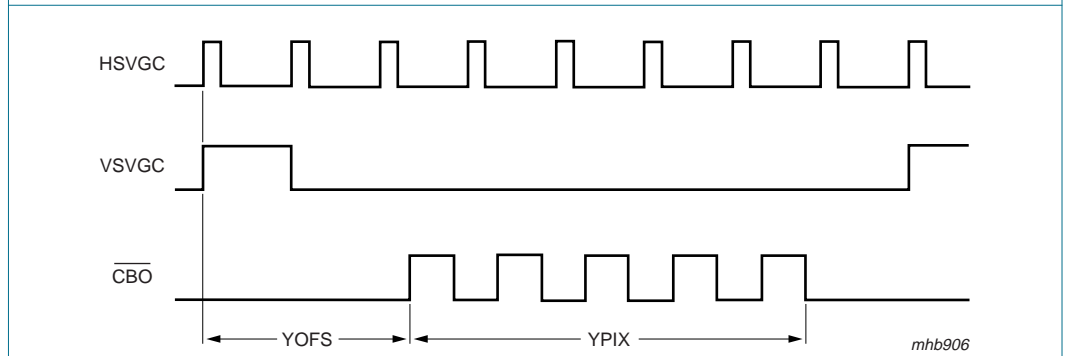 HSVGC
VSVGC
CBO
YOFS
YPIX
mhb906